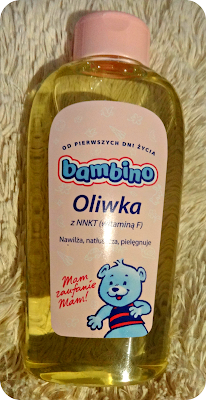 OD PIERWSZYCH DNI ŻYCIA
bambino
Oliwka
z NNKT (witaminą F)
Nawilża, natłuszcza, pielęgnuje
Mam
zaufanie
Mam!